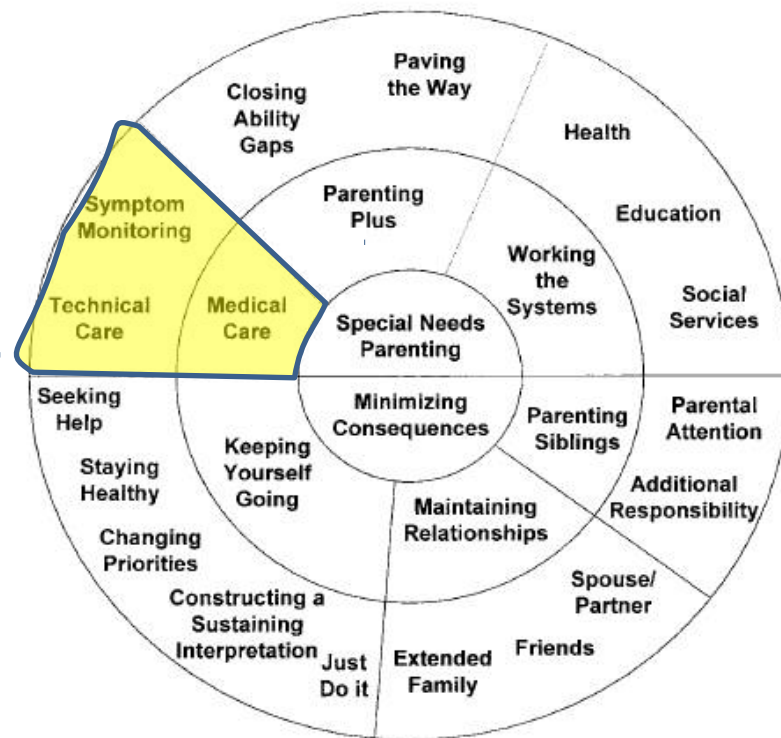 Paving
the Way
Closing
Ability
Gaps
Health
Parenting
Plus
Education
Symptom
Monitoring
Working
the
Systems
Social
Services
Technical
Care
Medical
Care
Special Needs
Parenting
Minimizing
Consequences
Seeking
Help
Parenting
Siblings
Parental
Attention
Keeping
Yourself
Going
Staying
Healthy
Additional
Responsibility
Maintaining
Relationships
Changing
Priorities
Spouse/
Partner
Constructing a
Sustaining
Interpretation
Friends
Just
Do it
Extended
Family